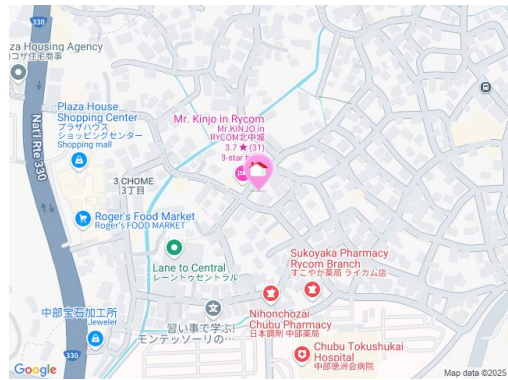 330
za Housing Agency
コザ住宅商事
Plaza House
Shopping Center
プラザハウス
ショッピングセンター
Shopping mall
Nat'l Rte 330
Mr. Kinjo in Rycom
Mr.KINJO in
RYCOM北中城
3.7 ★ (31)
3-star h
3 CHOME
3丁目
Roger's Food Market
Roger's FOOD MARKET
Lane to Central
レーントゥセントラル
Sukoyaka Pharmacy
Rycom Branch
すこやか薬局 ライカム店
中部宝石加工所
Jeweler
習い事で学ぶ!
モンテッソーリの…
Nihonchozai
Chubu Pharmacy
日本調剤 中部薬局
Chubu Tokushukai
Hospital
中部徳洲会病院
330
Google
Map data ©2025